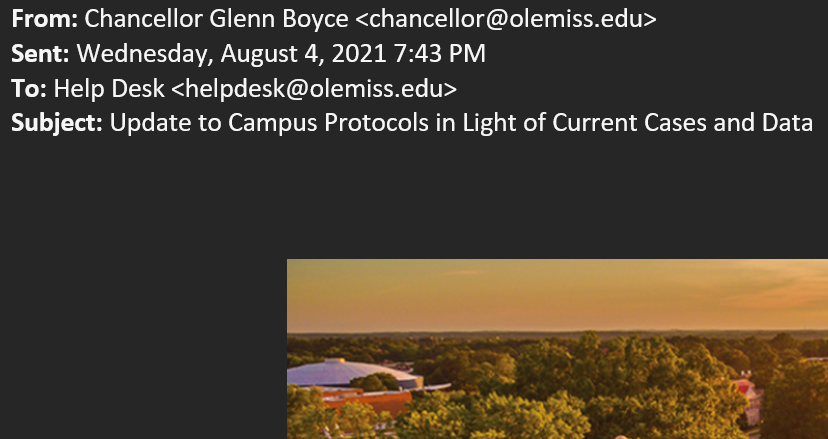 From: Chancellor Glenn Boyce <chancellor@olemiss.edu>
Sent: Wednesday, August 4, 2021 7:43 PM
To: Help Desk <helpdesk@olemiss.edu>
Subject: Update to Campus Protocols in Light of Current Cases and Data